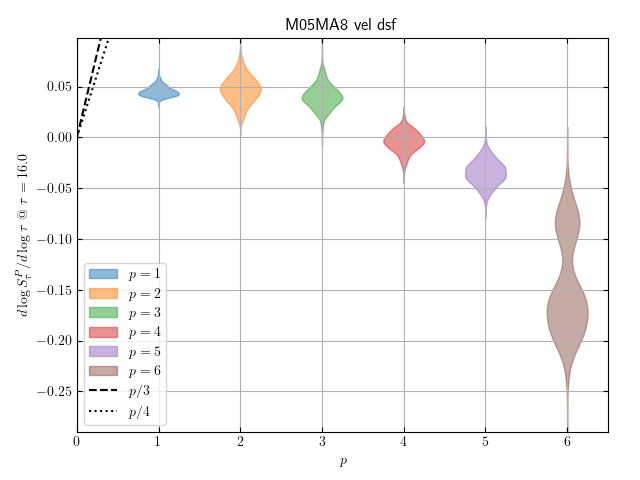 M05MA8 vel dsf
d log S_τ^P / d log τ @ τ = 16.0
0.05
0.00
−0.05
−0.10
−0.15
−0.20
−0.25
p = 1
p = 2
p = 3
p = 4
p = 5
p = 6
p/3
p/4
0 1 2 3 4 5 6
p